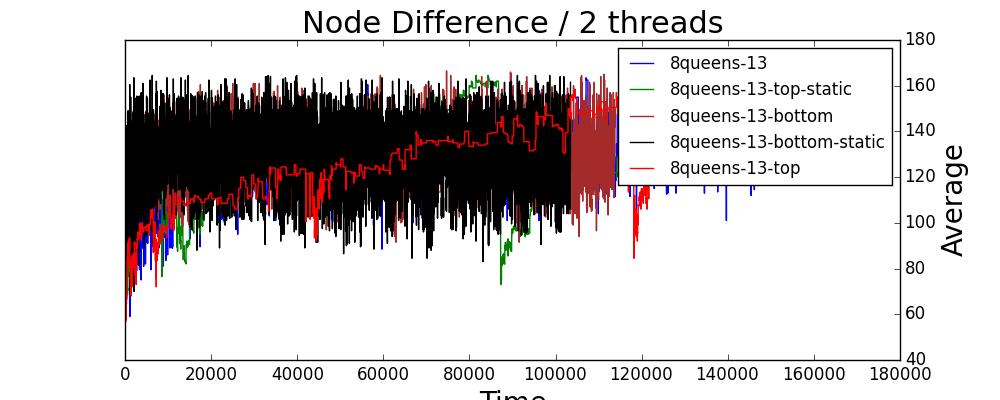 Node Difference / 2 threads
8queens-13
8queens-13-top-static
8queens-13-bottom
8queens-13-bottom-static
8queens-13-top
180
160
140
120
100
80
60
40
Average
0 20000 40000 60000 80000 100000 120000 140000 160000 180000
Time